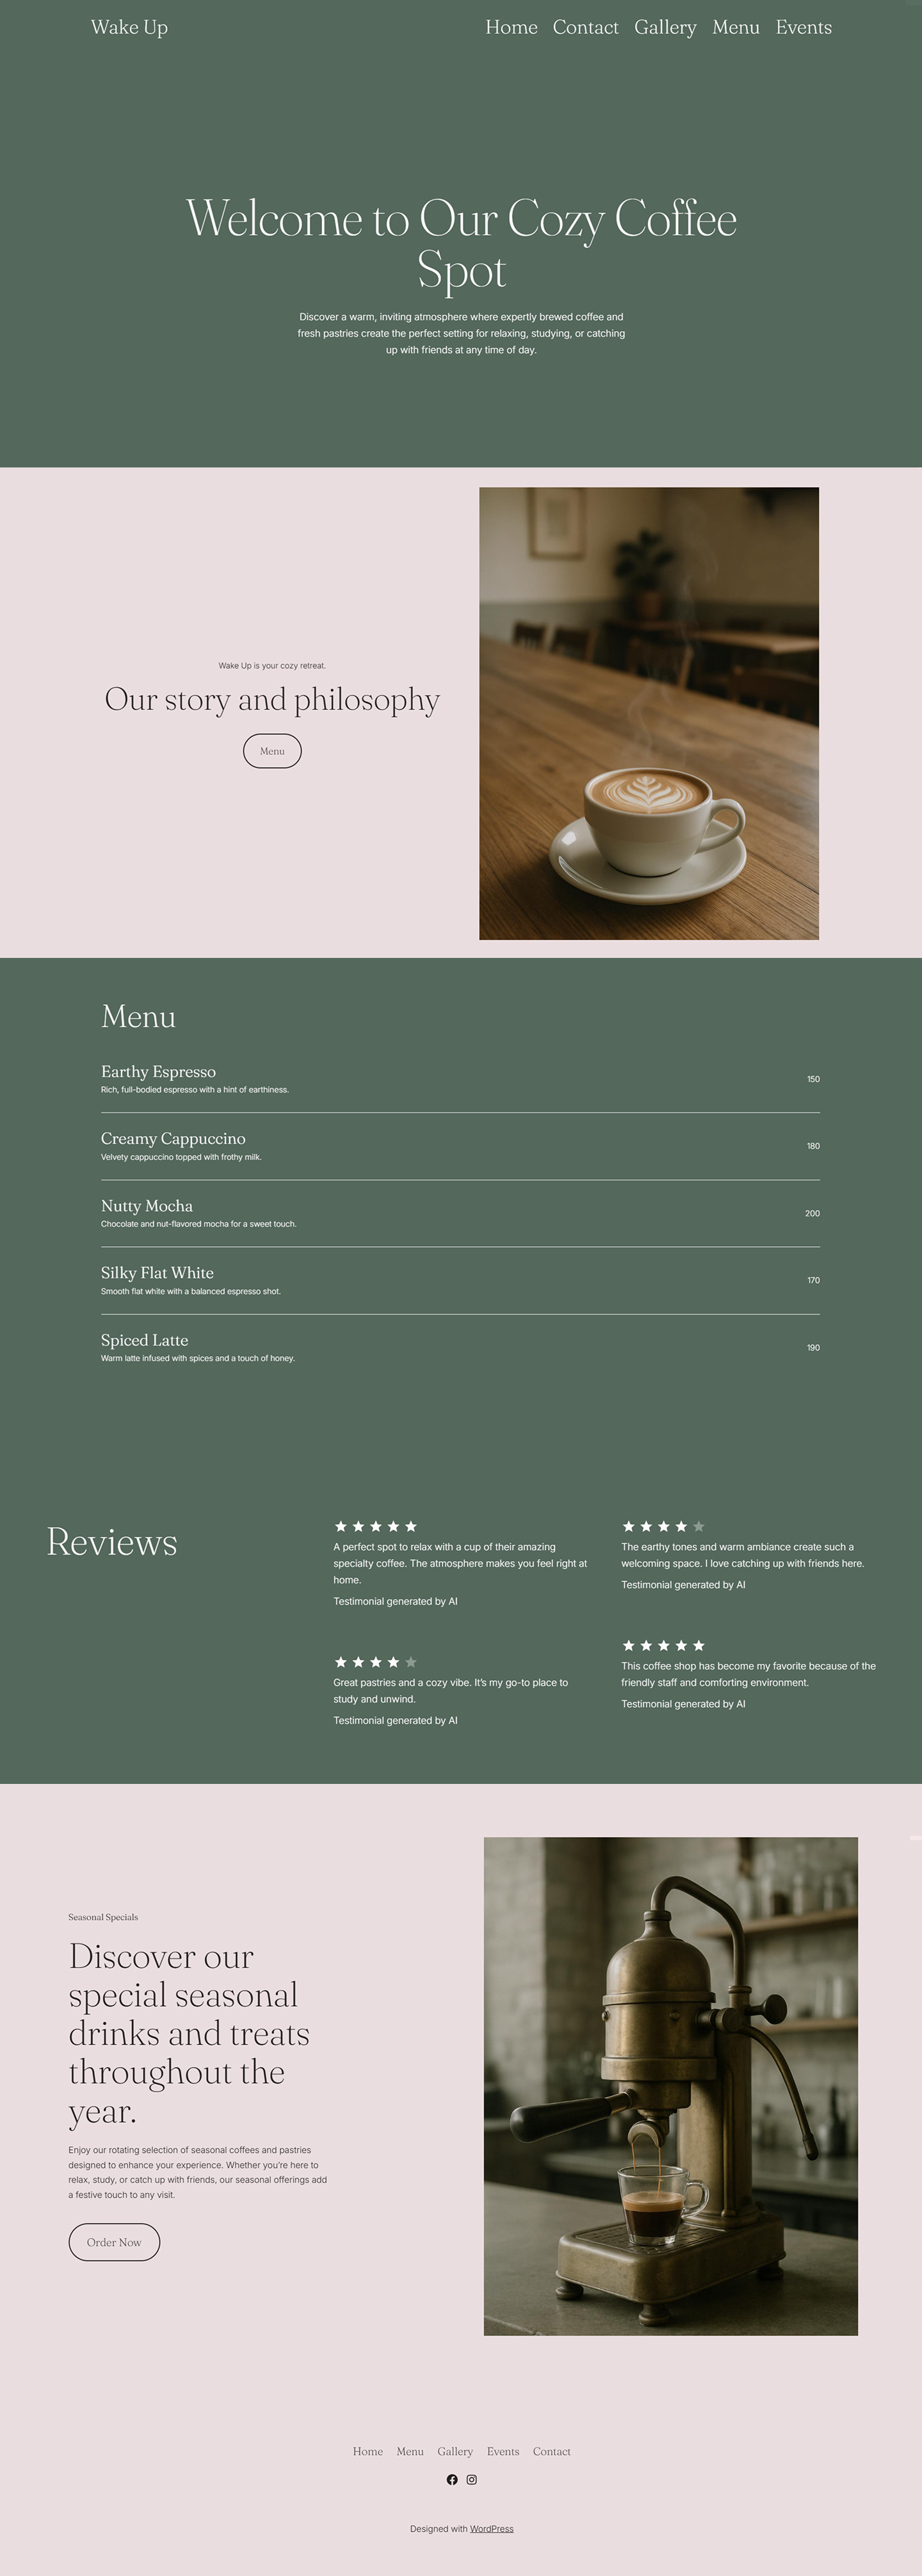 Wake Up
Home Contact Gallery Menu Events
Welcome to Our Cozy Coffee
Spot
Discover a warm, inviting atmosphere where expertly brewed coffee and
fresh pastries create the perfect setting for relaxing, studying, or catching
up with friends at any time of day.
Wake Up is your cozy retreat.
Our story and philosophy
Menu
Menu
Earthy Espresso
Rich, full-bodied espresso with a hint of earthiness.
150
Creamy Cappuccino
Velvety cappuccino topped with frothy milk.
180
Nutty Mocha
Chocolate and nut-flavored mocha for a sweet touch.
200
Silky Flat White
Smooth flat white with a balanced espresso shot.
170
Spiced Latte
Warm latte infused with spices and a touch of honey.
190
Reviews
A perfect spot to relax with a cup of their amazing
specialty coffee. The atmosphere makes you feel right at
home.
Testimonial generated by AI
The earthy tones and warm ambiance create such a
welcoming space. I love catching up with friends here.
Testimonial generated by AI
Great pastries and a cozy vibe. It's my go-to place to
study and unwind.
Testimonial generated by AI
This coffee shop has become my favorite because of the
friendly staff and comforting environment.
Testimonial generated by AI
Seasonal Specials
Discover our
special seasonal
drinks and treats
throughout the
year.
Enjoy our rotating selection of seasonal coffees and pastries
designed to enhance your experience. Whether you're here to
relax, study, or catch up with friends, our seasonal offerings add
a festive touch to any visit.
Order Now
Home Menu Gallery Events Contact
Designed with WordPress